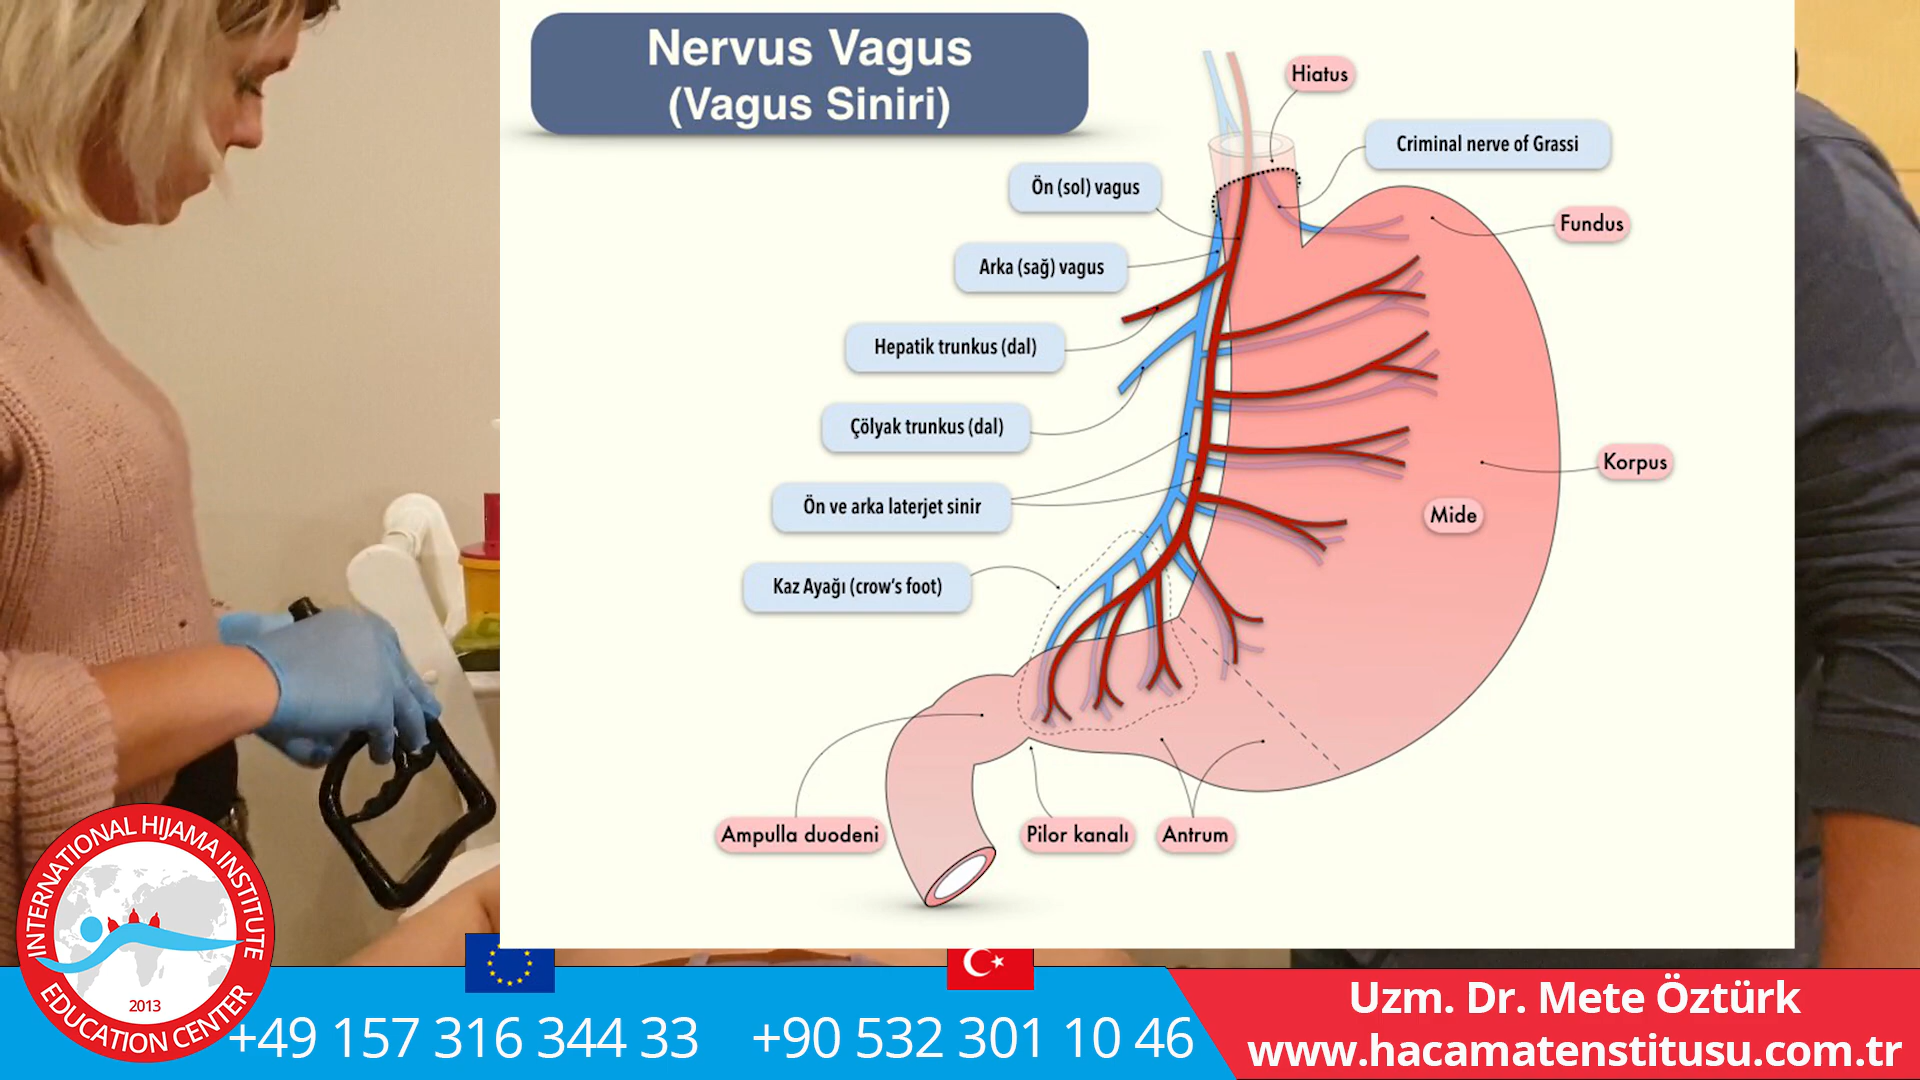 Nervus Vagus
(Vagus Siniri)
Hiatus
Criminal nerve of Grassi
Ön (sol) vagus
Fundus
Arka (sağ) vagus
Hepatik trunkus (dal)
Çölyak trunkus (dal)
Korpus
Ön ve arka laterjet sinir
Mide
Kaz Ayağı (crow's foot)
Ampulla duodeni
Pilor kanalı
Antrum
INTERNATIONAL HIJAMA INSTITUTE
2013
EDUCATION CENTER
+49 157 316 344 33
+90 532 301 10 46
Uzm. Dr. Mete Öztürk
www.hacamatenstitusu.com.tr